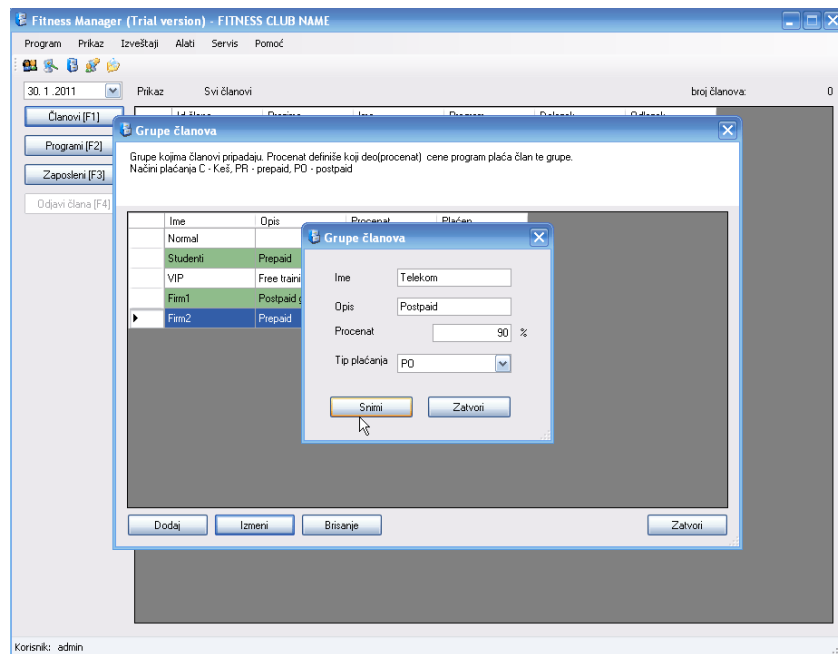 Fitness Manager (Trial version) - FITNESS CLUB NAME
Program Prikaz Izveštaji Alati Servis Pomoć
30. 1 .2011 Prikaz Svi članovi broj članova: 0
Članovi [F1]
Programi [F2]
Zaposleni [F3]
Odjavi člana [F4]
Grupe članova
Grupe kojima članovi pripadaju. Procenat definiše koji deo(procenat) cene program plaća član te grupe.
Načini plaćanja C - Keš, PR - prepaid, PO - postpaid
Ime Opis Procenat Plaćen
Normal
Studenti Prepaid
VIP Free traini
Firm1 Postpaid g
Firm2 Prepaid
Grupe članova
Ime Telekom
Opis Postpaid
Procenat 90 %
Tip plaćanja PO
Snimi Zatvori
Dodaj Izmeni Brisanje Zatvori
Korisnik: admin